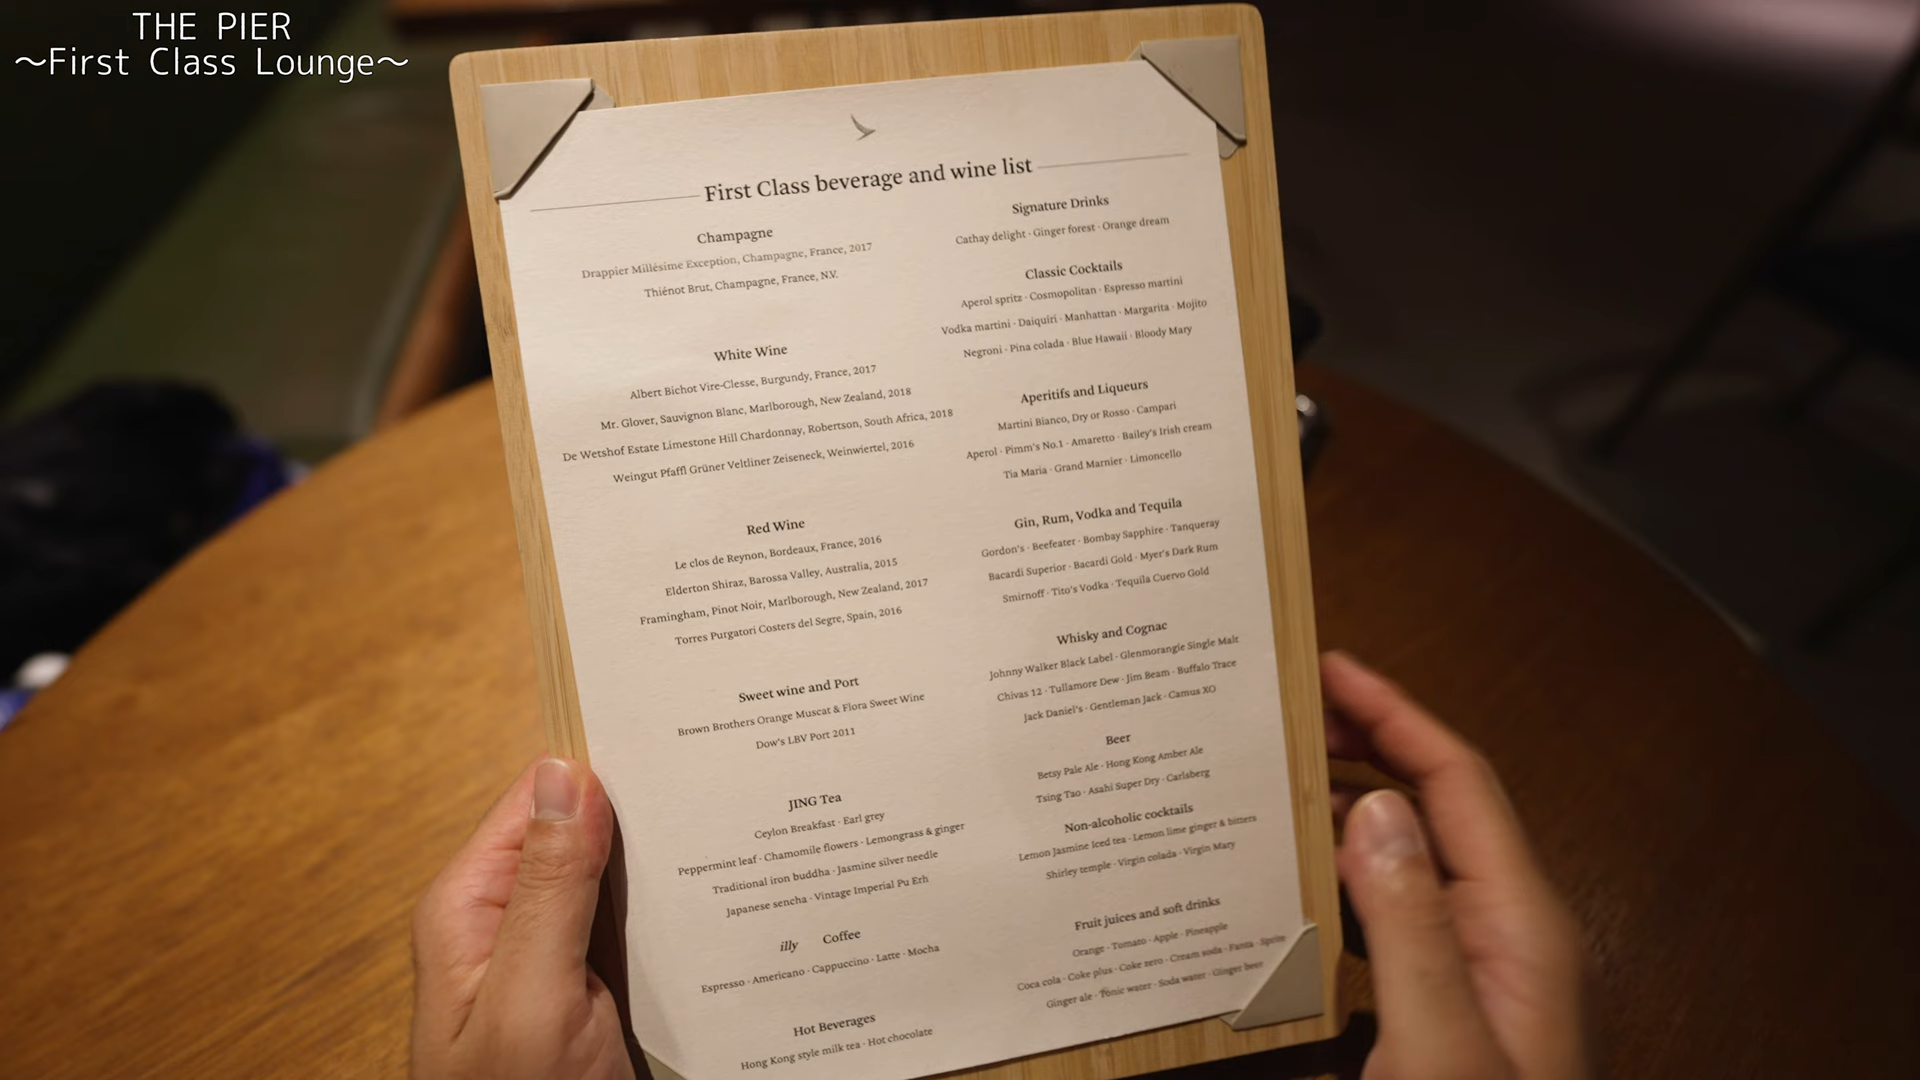 THE PIER
～First Class Lounge～
First Class beverage and wine list
Champagne
Drappier Millésime Exception, Champagne, France, 2017
Thiénot Brut, Champagne, France, N.V.
White Wine
Albert Bichot Vire-Clesse, Burgundy, France, 2017
Mr. Glover, Sauvignon Blanc, Marlborough, New Zealand, 2018
De Wetshof Estate Limestone Hill Chardonnay, Robertson, South Africa, 2018
Weingut Pfaffl Grüner Veltliner Zeiseneck, Weinwiertel, 2016
Red Wine
Le clos de Reynon, Bordeaux, France, 2016
Elderton Shiraz, Barossa Valley, Australia, 2015
Framingham, Pinot Noir, Marlborough, New Zealand, 2017
Torres Purgatori Costers del Segre, Spain, 2016
Sweet wine and Port
Brown Brothers Orange Muscat & Flora Sweet Wine
Dow's LBV Port 2011
JING Tea
Ceylon Breakfast · Earl grey
Peppermint leaf · Chamomile flowers · Lemongrass & ginger
Traditional iron buddha · Jasmine silver needle
Japanese sencha · Vintage Imperial Pu Erh
illy Coffee
Espresso · Americano · Cappuccino · Latte · Mocha
Hot Beverages
Hong Kong style milk tea · Hot chocolate
Signature Drinks
Cathay delight · Ginger forest · Orange dream
Classic Cocktails
Aperol spritz · Cosmopolitan · Espresso martini
Vodka martini · Daiquiri · Manhattan · Margarita · Mojito
Negroni · Pina colada · Blue Hawaii · Bloody Mary
Aperitifs and Liqueurs
Martini Bianco, Dry or Rosso · Campari
Aperol · Pimm's No.1 · Amaretto · Bailey's Irish cream
Tia Maria · Grand Marnier · Limoncello
Gin, Rum, Vodka and Tequila
Gordon's · Beefeater · Bombay Sapphire · Tanqueray
Bacardi Superior · Bacardi Gold · Myer's Dark Rum
Smirnoff · Tito's Vodka · Tequila Cuervo Gold
Whisky and Cognac
Johnny Walker Black Label · Glenmorangie Single Malt
Chivas 12 · Tullamore Dew · Jim Beam · Buffalo Trace
Jack Daniel's · Gentleman Jack · Camus XO
Beer
Betsy Pale Ale · Hong Kong Amber Ale
Tsing Tao · Asahi Super Dry · Carlsberg
Non-alcoholic cocktails
Lemon Jasmine Iced tea · Lemon lime ginger & bitters
Shirley temple · Virgin colada · Virgin Mary
Fruit juices and soft drinks
Orange · Tomato · Apple · Pineapple
Coca cola · Coke plus · Coke zero · Cream soda · Fanta · Sprite
Ginger ale · Tonic water · Soda water · Ginger beer